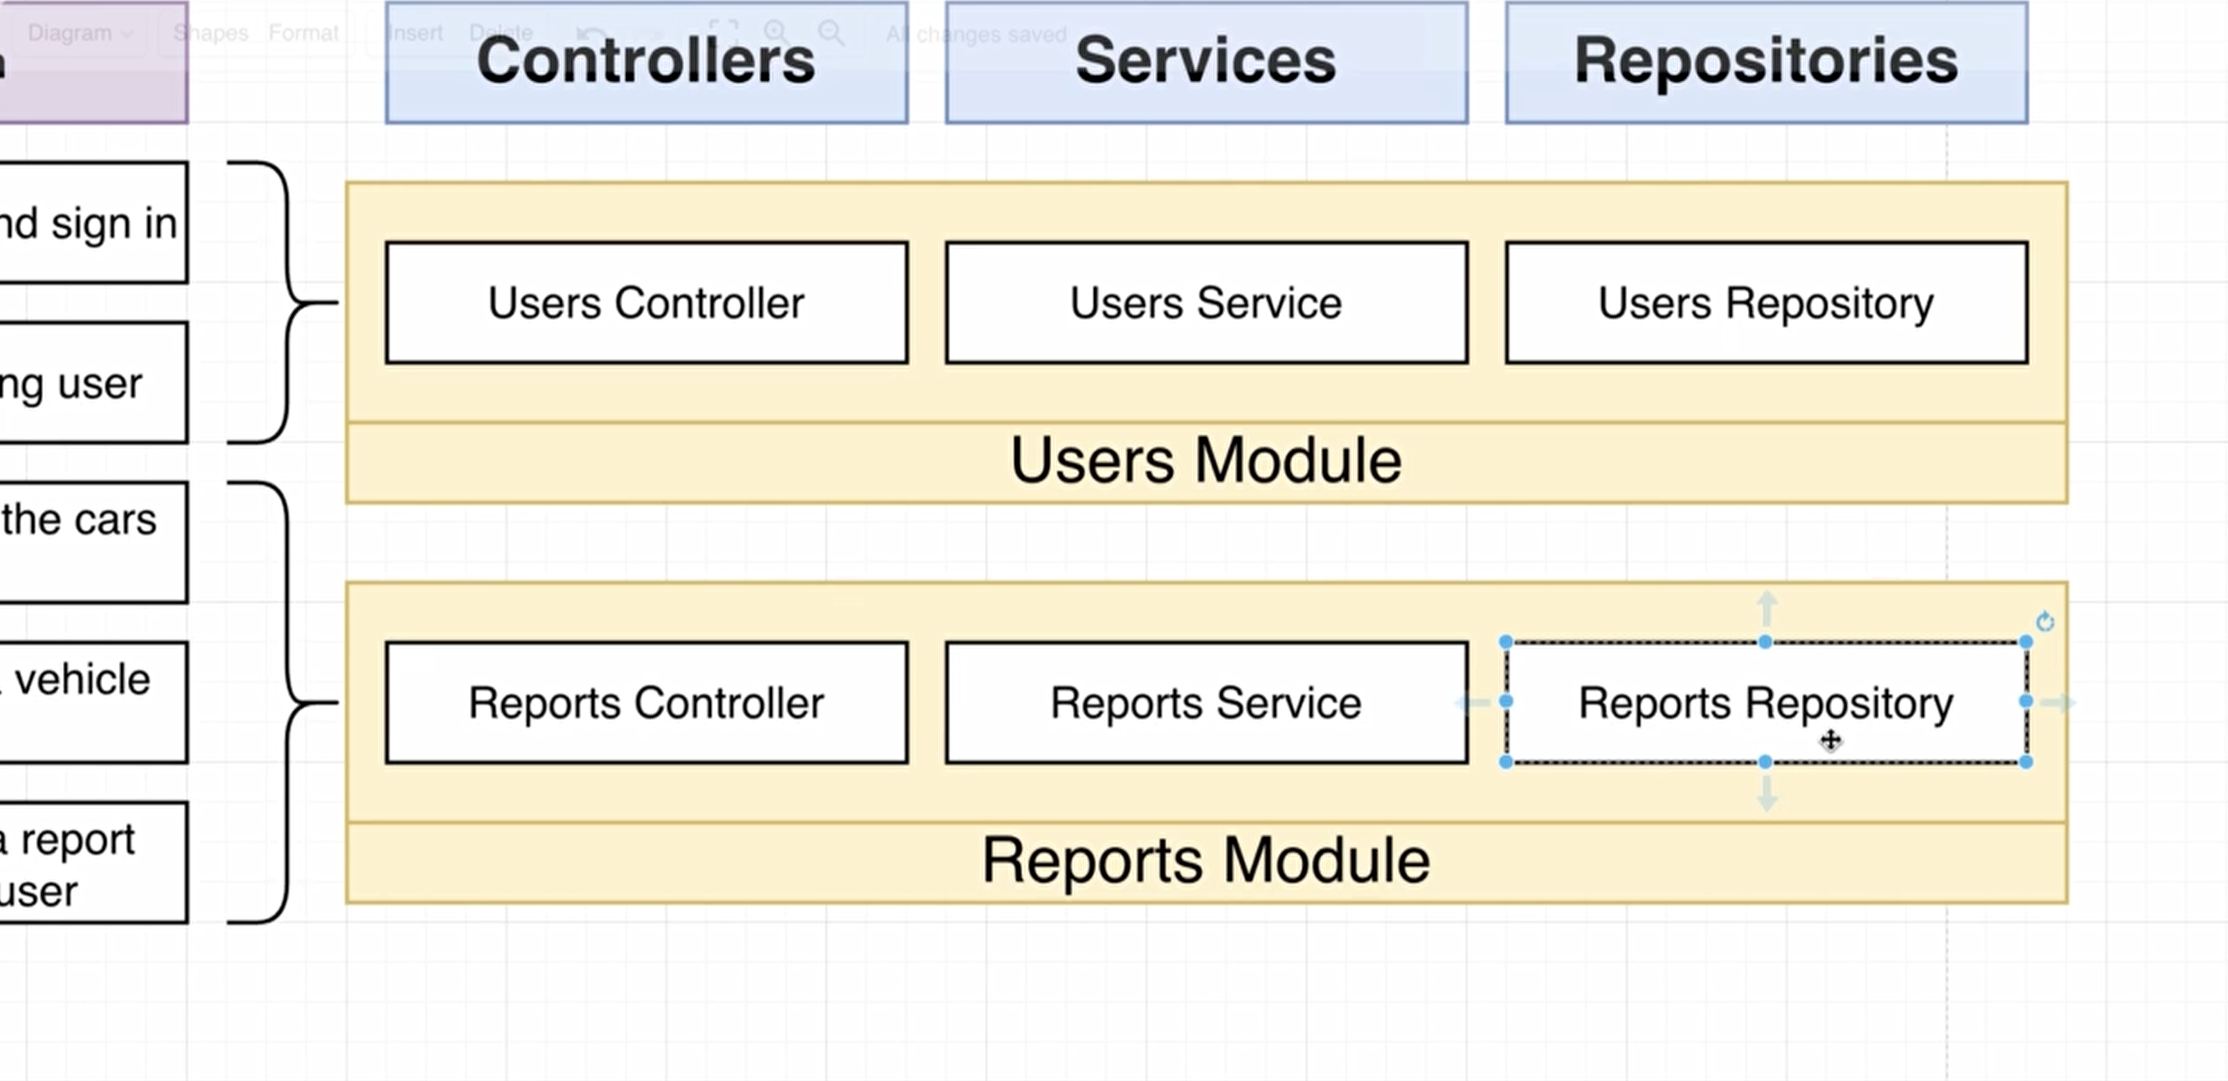 Diagram Shapes Format Insert Delete All changes saved
Controllers Services Repositories
nd sign in
Users Controller Users Service Users Repository
ng user
Users Module
the cars
vehicle
Reports Controller Reports Service Reports Repository
a report
user
Reports Module